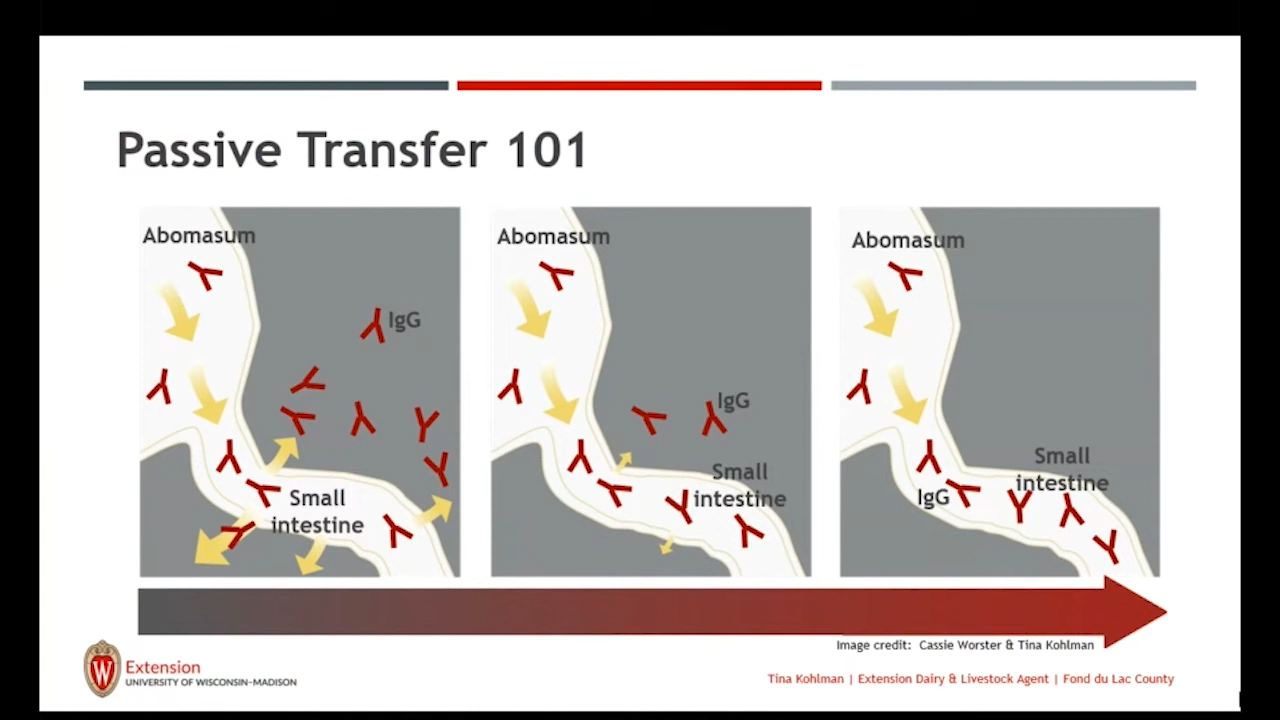 Passive Transfer 101
Abomasum
IgG
Small
intestine
Abomasum
IgG
Small
intestine
Abomasum
Small
intestine
IgG
Image credit: Cassie Worster & Tina Kohlman
W
Extension
UNIVERSITY OF WISCONSIN-MADISON
Tina Kohlman | Extension Dairy & Livestock Agent | Fond du Lac County